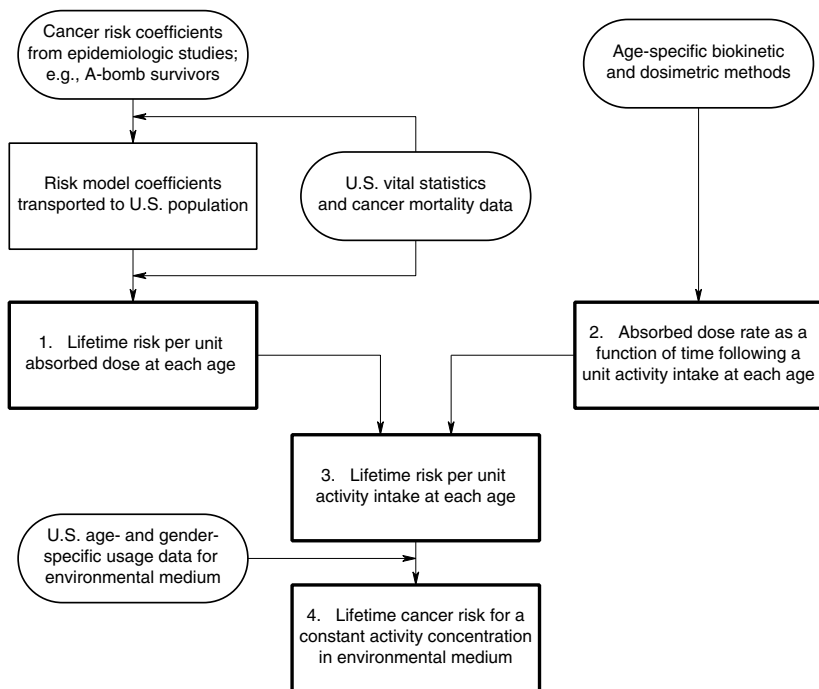 Cancer risk coefficients
from epidemiologic studies;
e.g., A-bomb survivors
Age-specific biokinetic
and dosimetric methods
Risk model coefficients
transported to U.S. population
U.S. vital statistics
and cancer mortality data
1. Lifetime risk per unit
absorbed dose at each age
2. Absorbed dose rate as a
function of time following a
unit activity intake at each age
3. Lifetime risk per unit
activity intake at each age
U.S. age- and gender-
specific usage data for
environmental medium
4. Lifetime cancer risk for a
constant activity concentration
in environmental medium